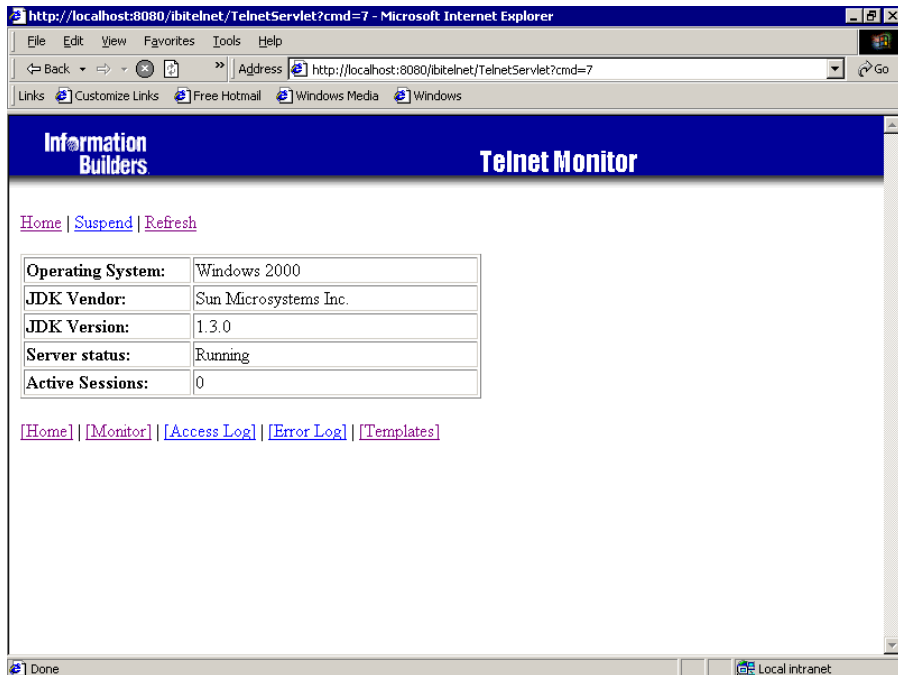 http://localhost:8080/ibitelnet/TelnetServlet?cmd=7 - Microsoft Internet Explorer
File Edit View Favorites Tools Help
Back » Address http://localhost:8080/ibitelnet/TelnetServlet?cmd=7 Go
Links Customize Links Free Hotmail Windows Media Windows
Information
Builders
Telnet Monitor
Home | Suspend | Refresh
Operating System: Windows 2000
JDK Vendor: Sun Microsystems Inc.
JDK Version: 1.3.0
Server status: Running
Active Sessions: 0
[Home] | [Monitor] | [Access Log] | [Error Log] | [Templates]
Done Local intranet